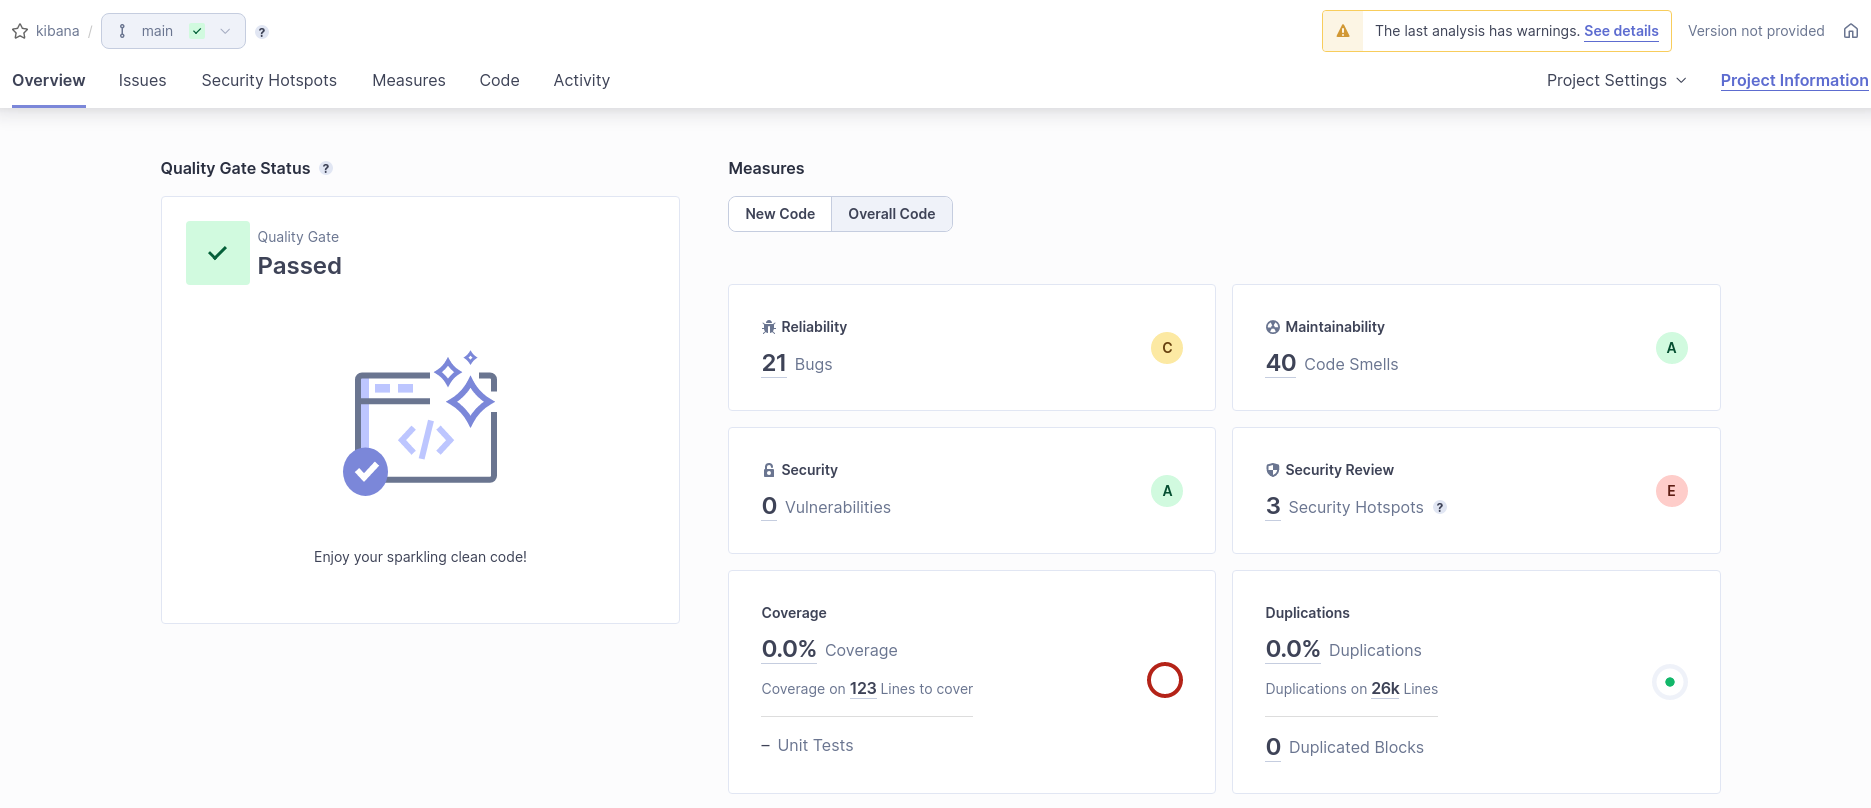 kibana / main ?
The last analysis has warnings. See details Version not provided
Overview Issues Security Hotspots Measures Code Activity Project Settings Project Information
Quality Gate Status ?
Quality Gate
Passed
</>
Enjoy your sparkling clean code!
Measures
New Code Overall Code
Reliability
21 Bugs
C
Maintainability
40 Code Smells
A
Security
0 Vulnerabilities
A
Security Review
3 Security Hotspots ?
E
Coverage
0.0% Coverage
Coverage on 123 Lines to cover
– Unit Tests
Duplications
0.0% Duplications
Duplications on 26k Lines
0 Duplicated Blocks